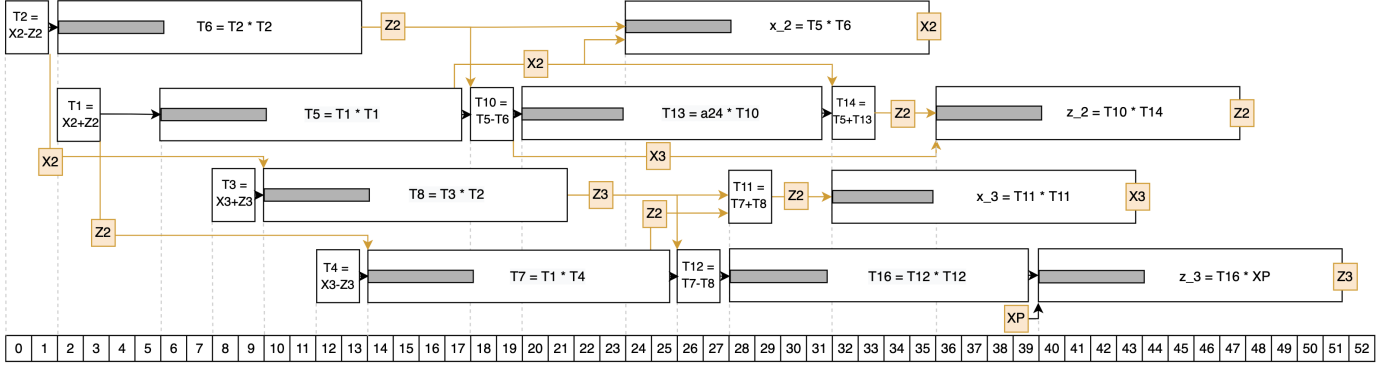 T2 =
X2-Z2
T6 = T2 * T2
Z2
x_2 = T5 * T6
X2
X2
T1 =
X2+Z2
T5 = T1 * T1
T10 =
T5-T6
T13 = a24 * T10
T14 =
T5+T13
Z2
z_2 = T10 * T14
Z2
X2
X3
T3 =
X3+Z3
T8 = T3 * T2
Z3
T11 =
T7+T8
Z2
x_3 = T11 * T11
X3
Z2
Z2
T4 =
X3-Z3
T7 = T1 * T4
T12 =
T7-T8
T16 = T12 * T12
z_3 = T16 * XP
Z3
XP
0 1 2 3 4 5 6 7 8 9 10 11 12 13 14 15 16 17 18 19 20 21 22 23 24 25 26 27 28 29 30 31 32 33 34 35 36 37 38 39 40 41 42 43 44 45 46 47 48 49 50 51 52